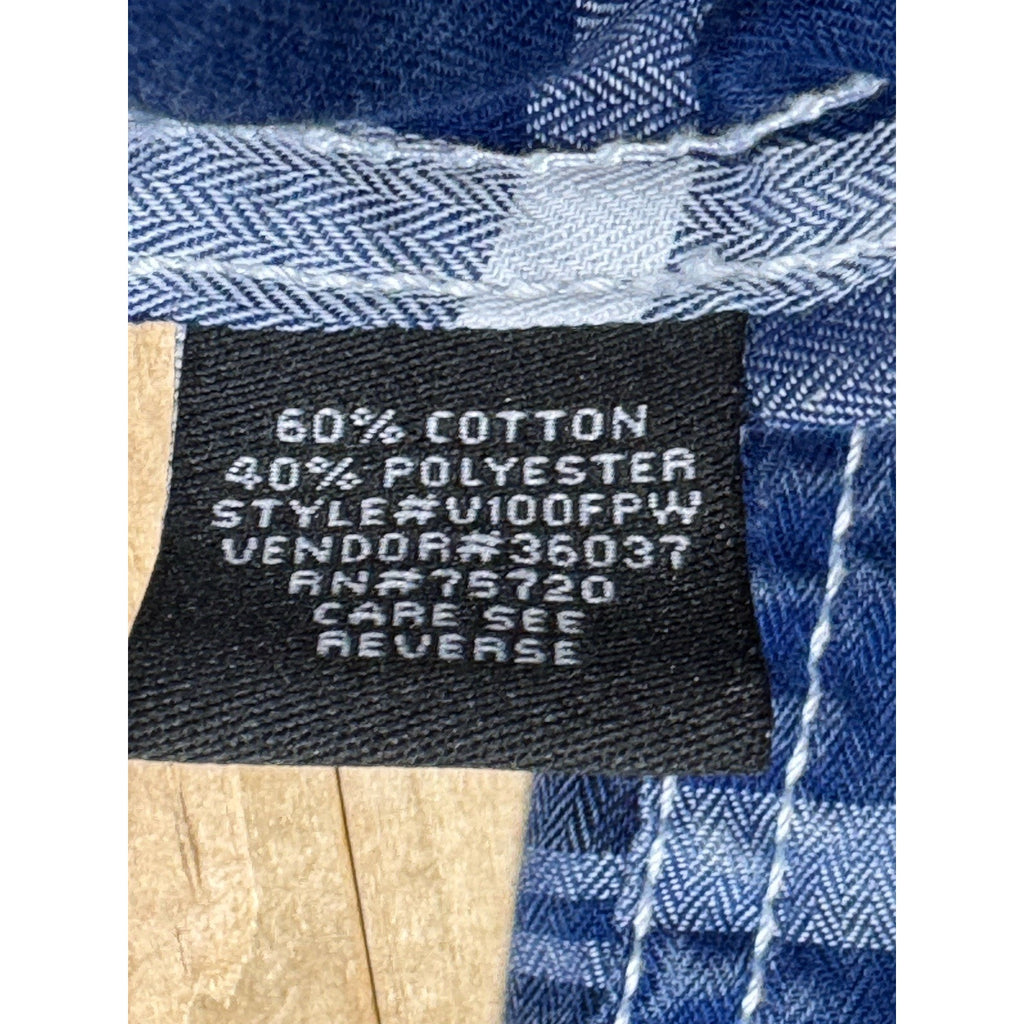 60% COTTON
40% POLYESTER
STYLE#V100FPW
VENDOR#36037
RN#75720
CARE SEE
REVERSE